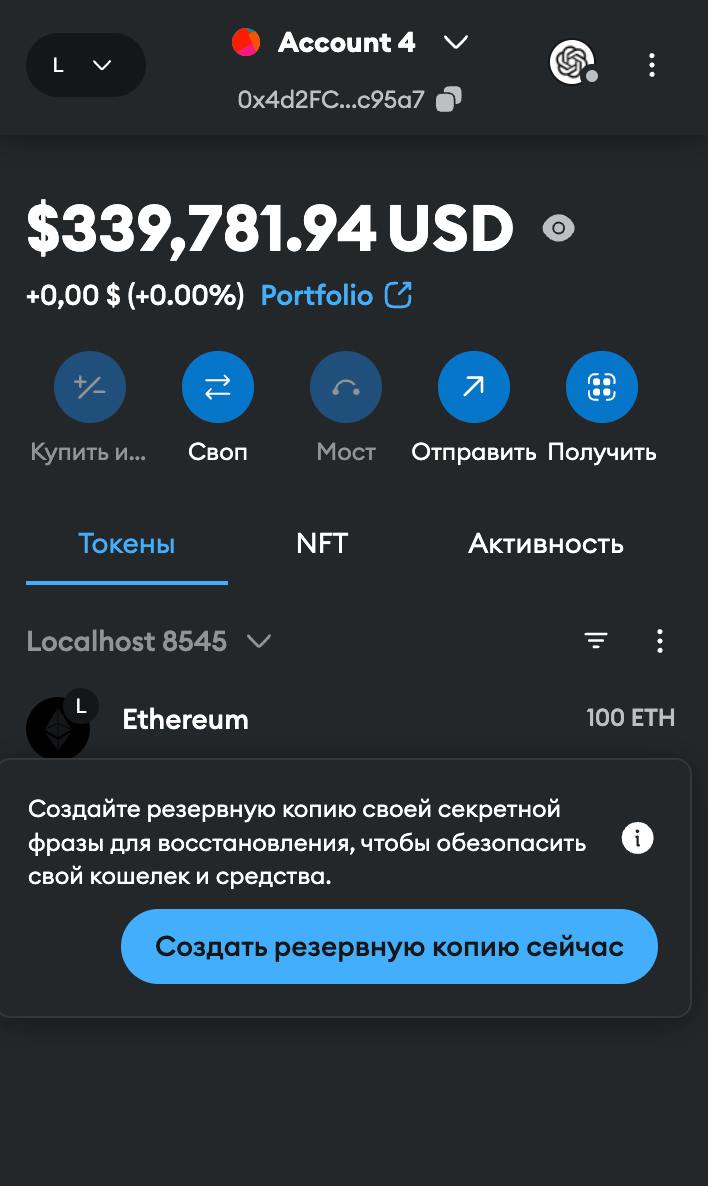 L
Account 4
0x4d2FC...c95a7
$339,781.94 USD
+0,00 $ (+0.00%) Portfolio
Купить и...
Своп
Мост
Отправить
Получить
Токены
NFT
Активность
Localhost 8545
L
Ethereum
100 ETH
Создайте резервную копию своей секретной
фразы для восстановления, чтобы обезопасить
свой кошелек и средства.
Создать резервную копию сейчас